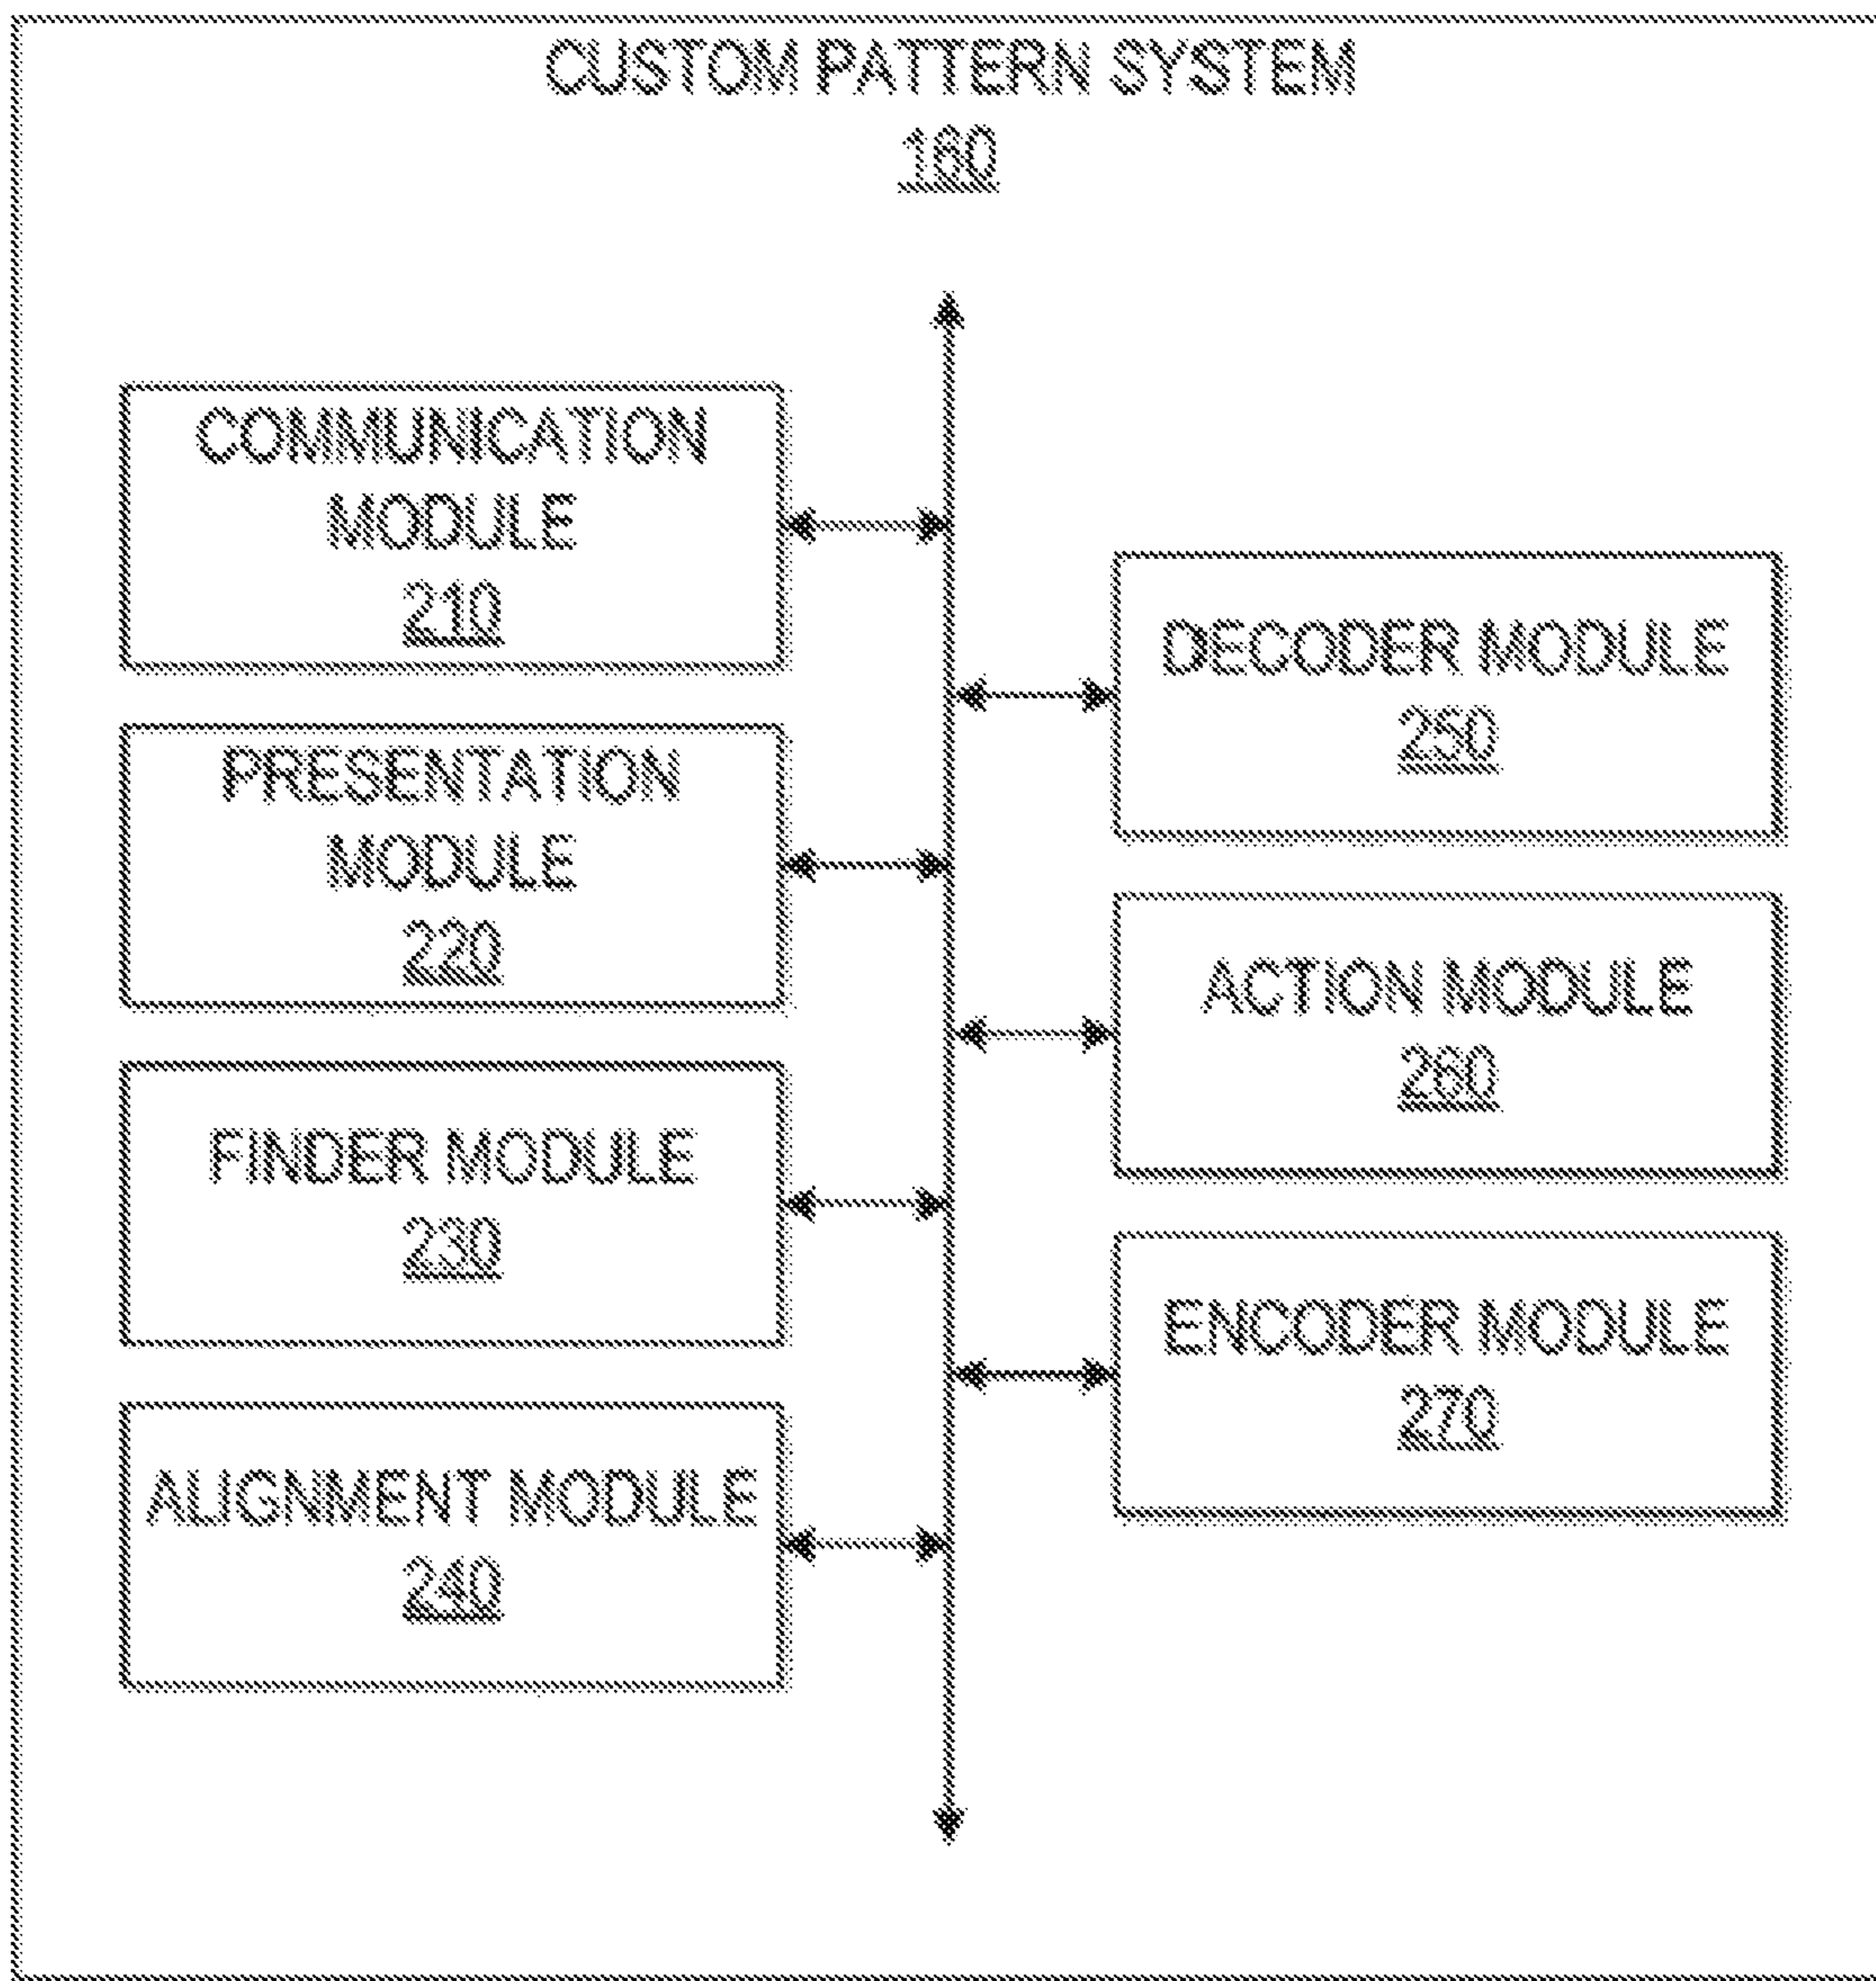 CUSTOM PATTERN SYSTEM
160
COMMUNICATION
MODULE
210
PRESENTATION
MODULE
220
FINDER MODULE
230
ALIGNMENT MODULE
240
DECODER MODULE
250
ACTION MODULE
260
ENCODER MODULE
270